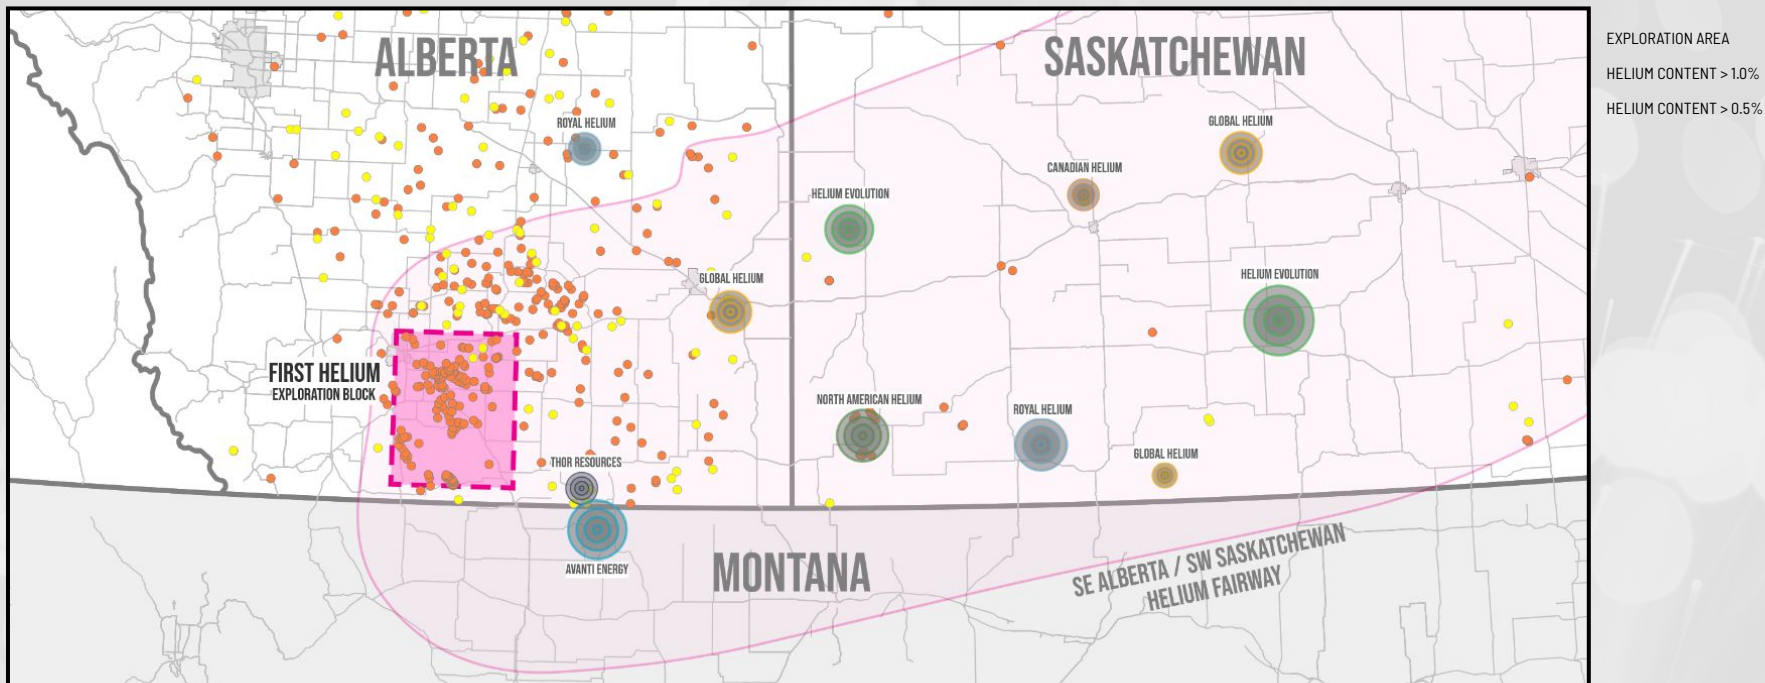 ALBERTA
SASKATCHEWAN
EXPLORATION AREA
HELIUM CONTENT > 1.0%
HELIUM CONTENT > 0.5%
ROYAL HELIUM
GLOBAL HELIUM
CANADIAN HELIUM
HELIUM EVOLUTION
GLOBAL HELIUM
HELIUM EVOLUTION
FIRST HELIUM
EXPLORATION BLOCK
NORTH AMERICAN HELIUM
ROYAL HELIUM
GLOBAL HELIUM
THOR RESOURCES
AVANTI ENERGY
MONTANA
SE ALBERTA / SW SASKATCHEWAN
HELIUM FAIRWAY